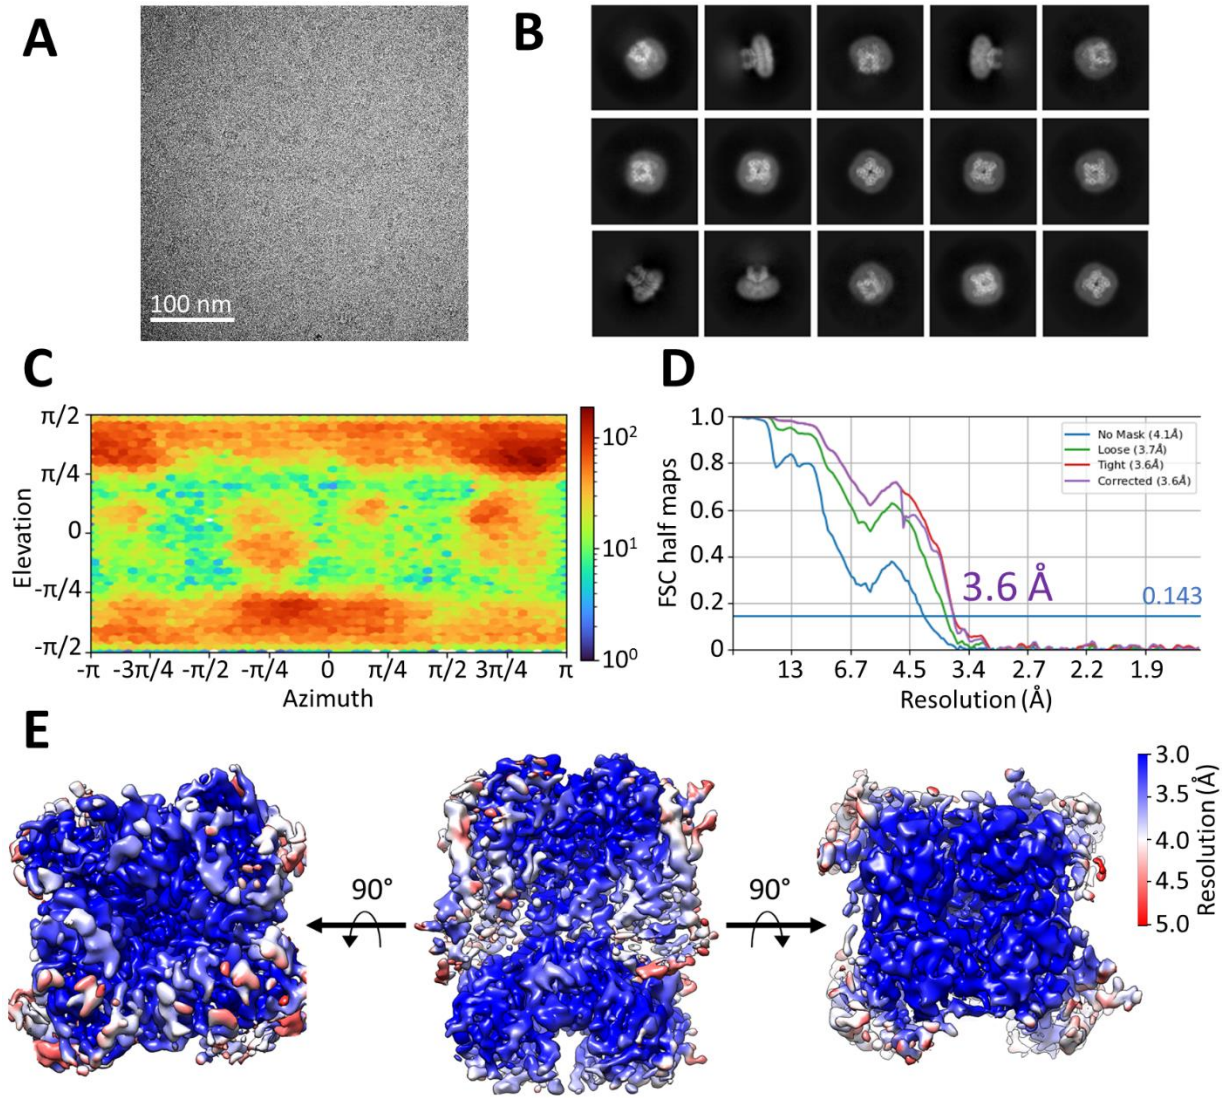 A
100 nm
B
C
π/2
π/4
0
-π/4
-π/2
Elevation
-π -3π/4 -π/2 -π/4 0 π/4 π/2 3π/4 π
Azimuth
10²
10¹
10⁰
D
1.0
0.8
0.6
0.4
0.2
0
FSC half maps
No Mask (4.1Å)
Loose (3.7Å)
Tight (3.6Å)
Corrected (3.6Å)
3.6 Å
0.143
13 6.7 4.5 3.4 2.7 2.2 1.9
Resolution (Å)
E
90°
90°
3.0
3.5
4.0
4.5
5.0
Resolution (Å)